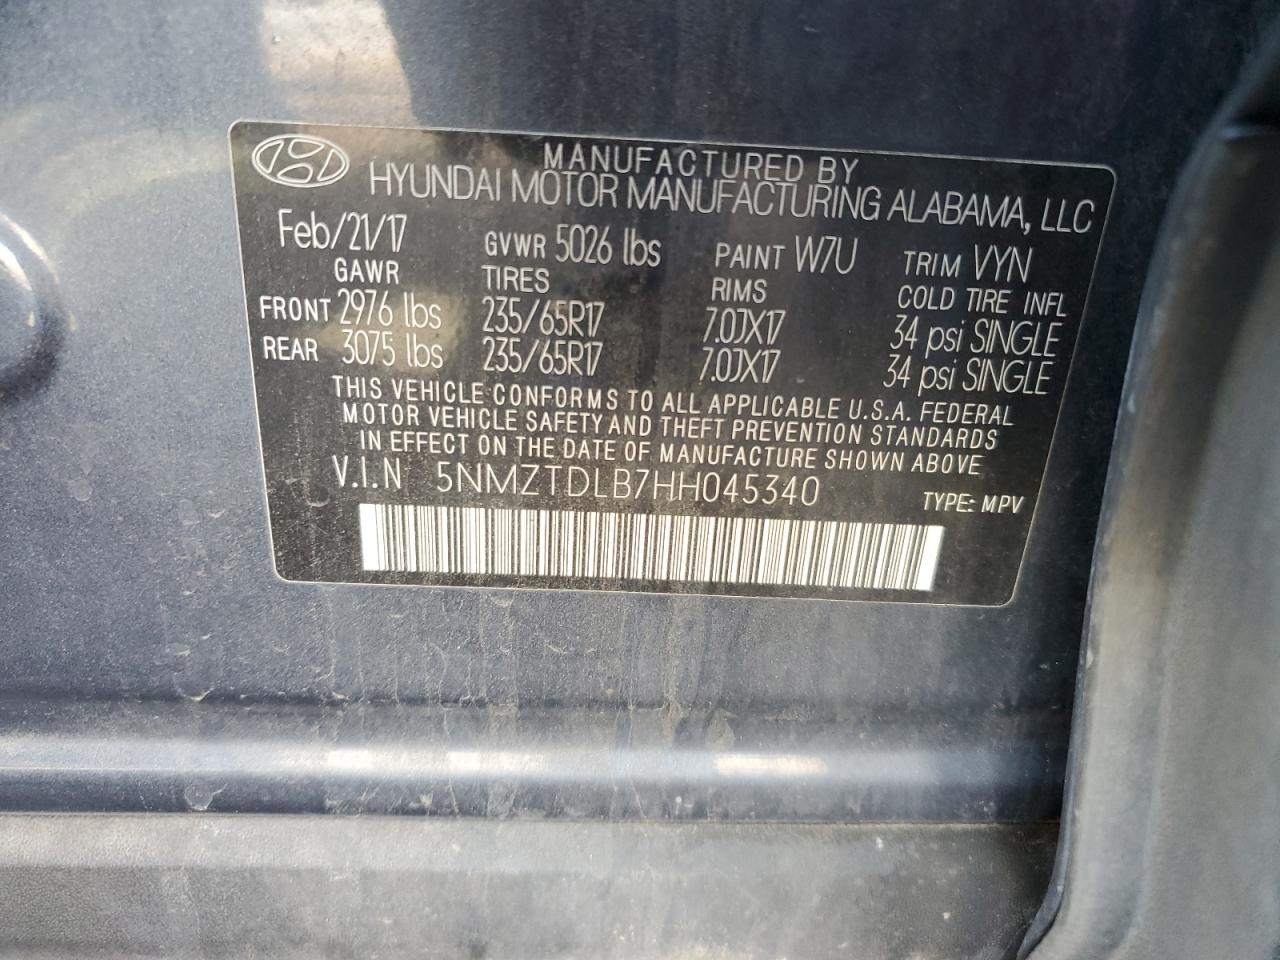 MANUFACTURED BY
HYUNDAI MOTOR MANUFACTURING ALABAMA, LLC
Feb/21/17 GVWR 5026 lbs PAINT W7U TRIM VYN
GAWR TIRES RIMS COLD TIRE INFL
FRONT 2976 lbs 235/65R17 7.0JX17 34 psi SINGLE
REAR 3075 lbs 235/65R17 7.0JX17 34 psi SINGLE
THIS VEHICLE CONFORMS TO ALL APPLICABLE U.S.A. FEDERAL
MOTOR VEHICLE SAFETY AND THEFT PREVENTION STANDARDS
IN EFFECT ON THE DATE OF MANUFACTURE SHOWN ABOVE
V.I.N 5NMZTDLB7HH045340 TYPE: MPV